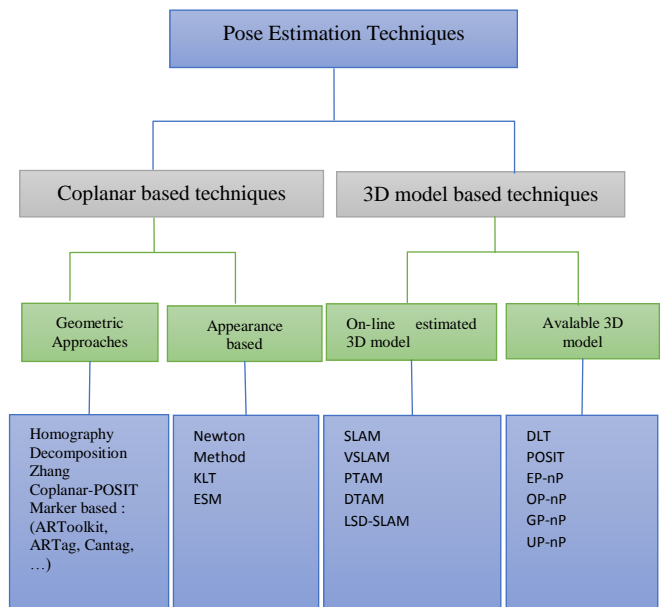 Pose Estimation Techniques
Coplanar based techniques
3D model based techniques
Geometric
Approaches
Appearance
based
On-line estimated
3D model
Avalable 3D
model
Homography
Decomposition
Zhang
Coplanar-POSIT
Marker based :
(ARToolkit,
ARTag, Cantag,
…)
Newton
Method
KLT
ESM
SLAM
VSLAM
PTAM
DTAM
LSD-SLAM
DLT
POSIT
EP-nP
OP-nP
GP-nP
UP-nP